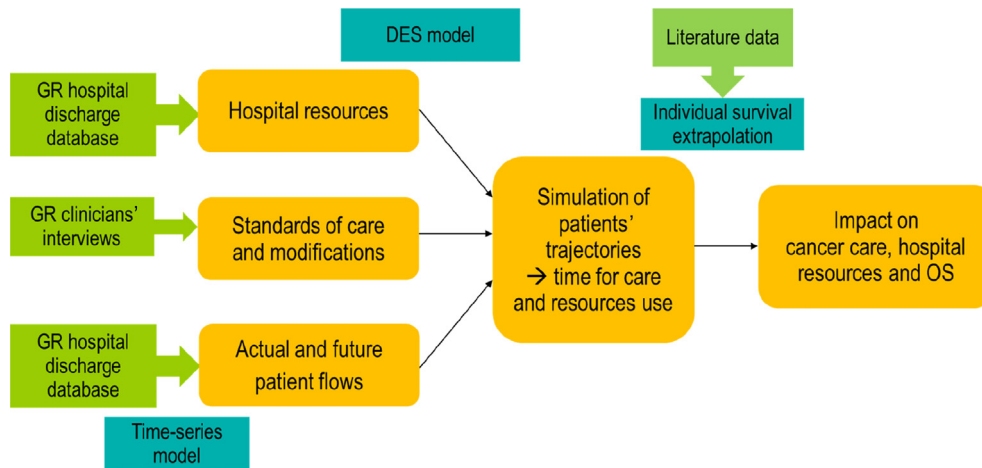 DES model
Literature data
GR hospital
discharge
database
Hospital resources
Individual survival
extrapolation
GR clinicians'
interviews
Standards of care
and modifications
Simulation of
patients'
trajectories
→ time for care
and resources use
Impact on
cancer care, hospital
resources and OS
GR hospital
discharge
database
Actual and future
patient flows
Time-series
model